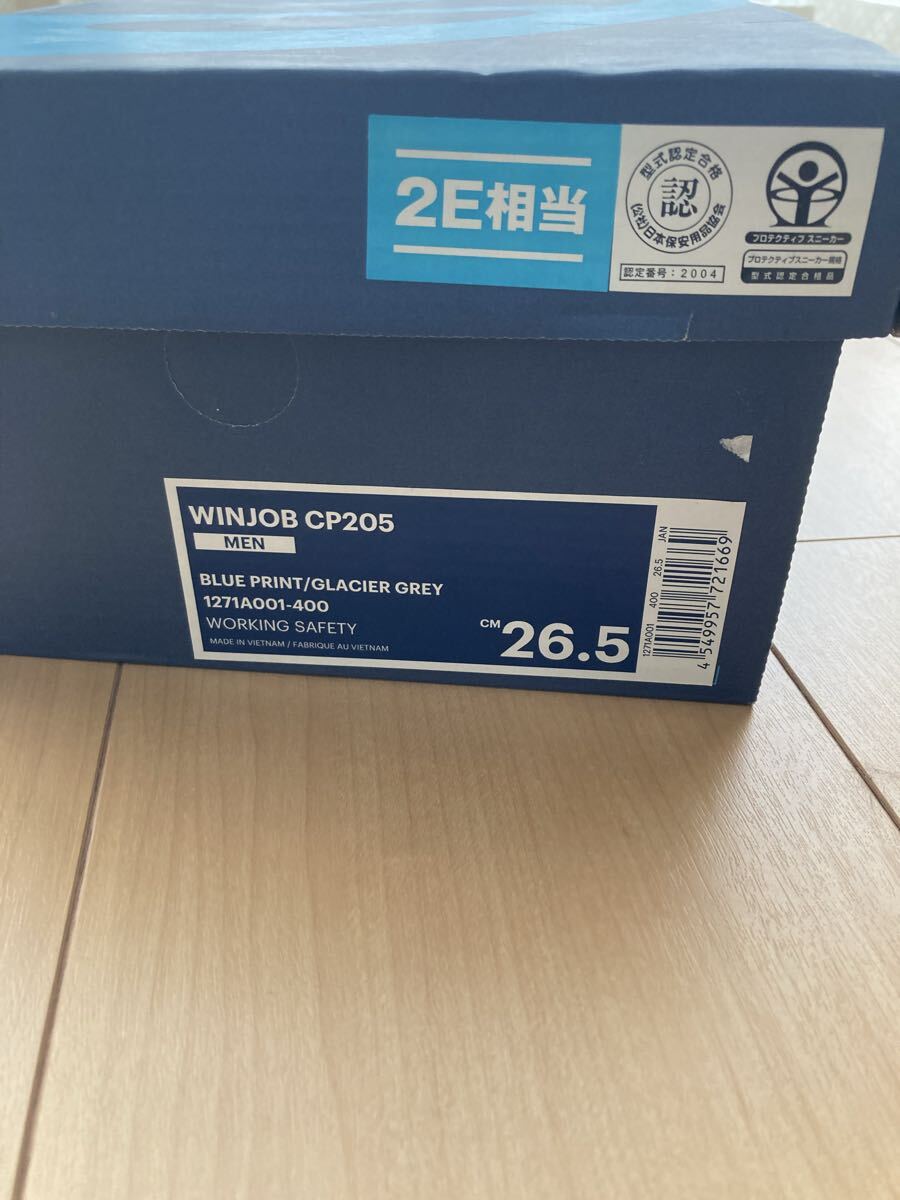 2E相当
型式認定合格
認
(公社)日本保安用品協会
認定番号：2004
プロテクティブ スニーカー
プロテクティブスニーカー規格
型式認定合格品
WINJOB CP205
MEN
BLUE PRINT/GLACIER GREY
1271A001-400
WORKING SAFETY
MADE IN VIETNAM / FABRIQUE AU VIETNAM
CM 26.5
1271A001 400 26.5 JAN
4 549957 721669